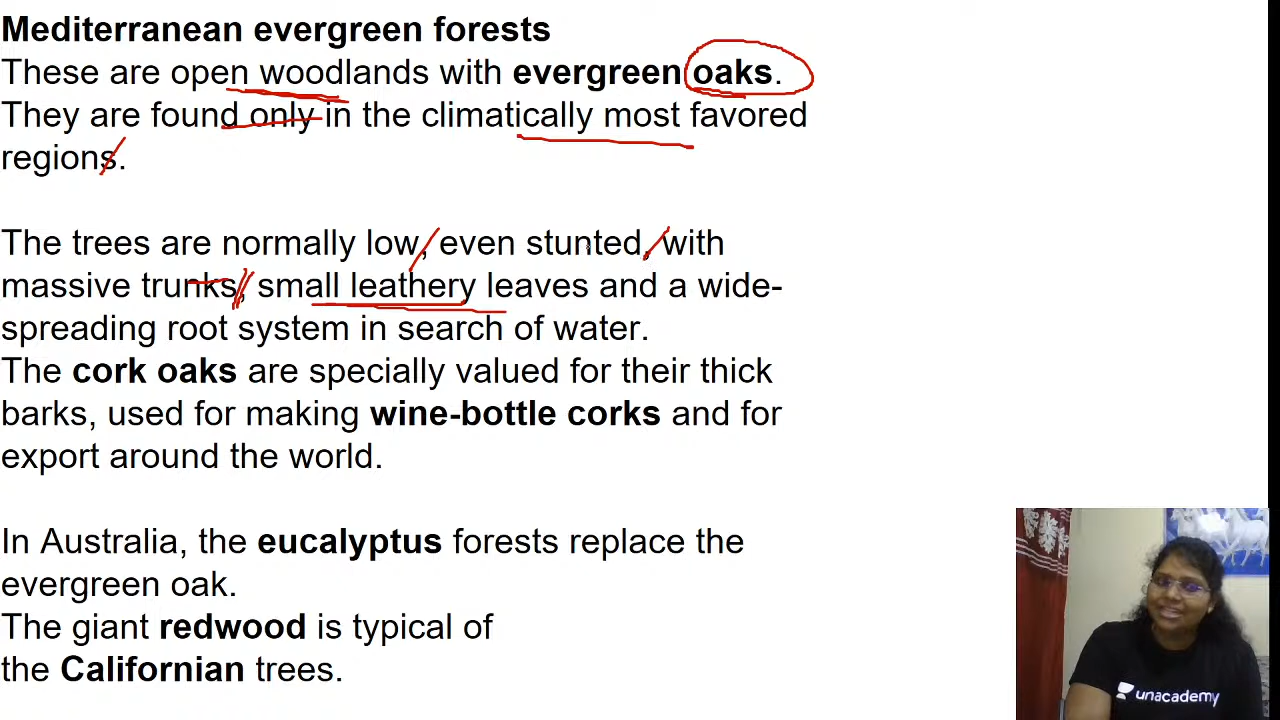 Mediterranean evergreen forests
These are open woodlands with evergreen oaks.
They are found only in the climatically most favored
regions.
The trees are normally low, even stunted, with
massive trunks, small leathery leaves and a wide-
spreading root system in search of water.
The cork oaks are specially valued for their thick
barks, used for making wine-bottle corks and for
export around the world.
In Australia, the eucalyptus forests replace the
evergreen oak.
The giant redwood is typical of
the Californian trees.
unacademy